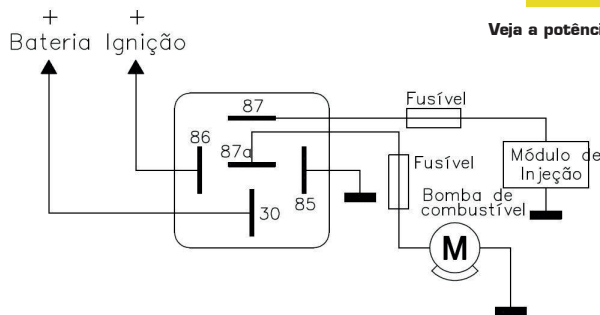 + +
Bateria Ignição
Veja a potênci
87
Fusível
86
87a
Fusível
Módulo de
Injeção
85
30
Bomba de
combustível
M